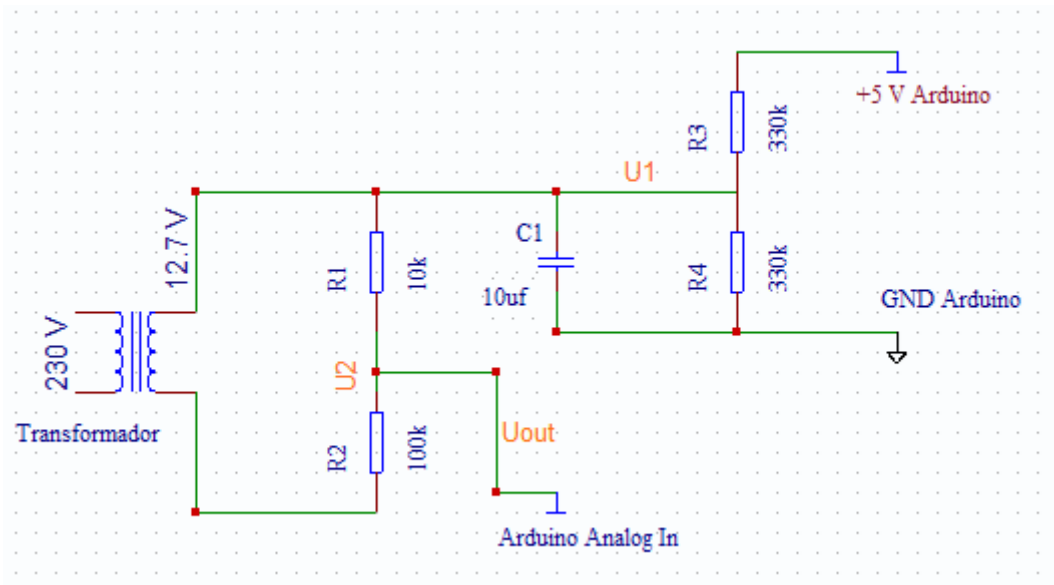 +5 V Arduino
R3
330k
U1
12.7 V
C1
R1
10k
10uf
R4
330k
GND Arduino
230 V
U2
Transformador
Uout
R2
100k
Arduino Analog In